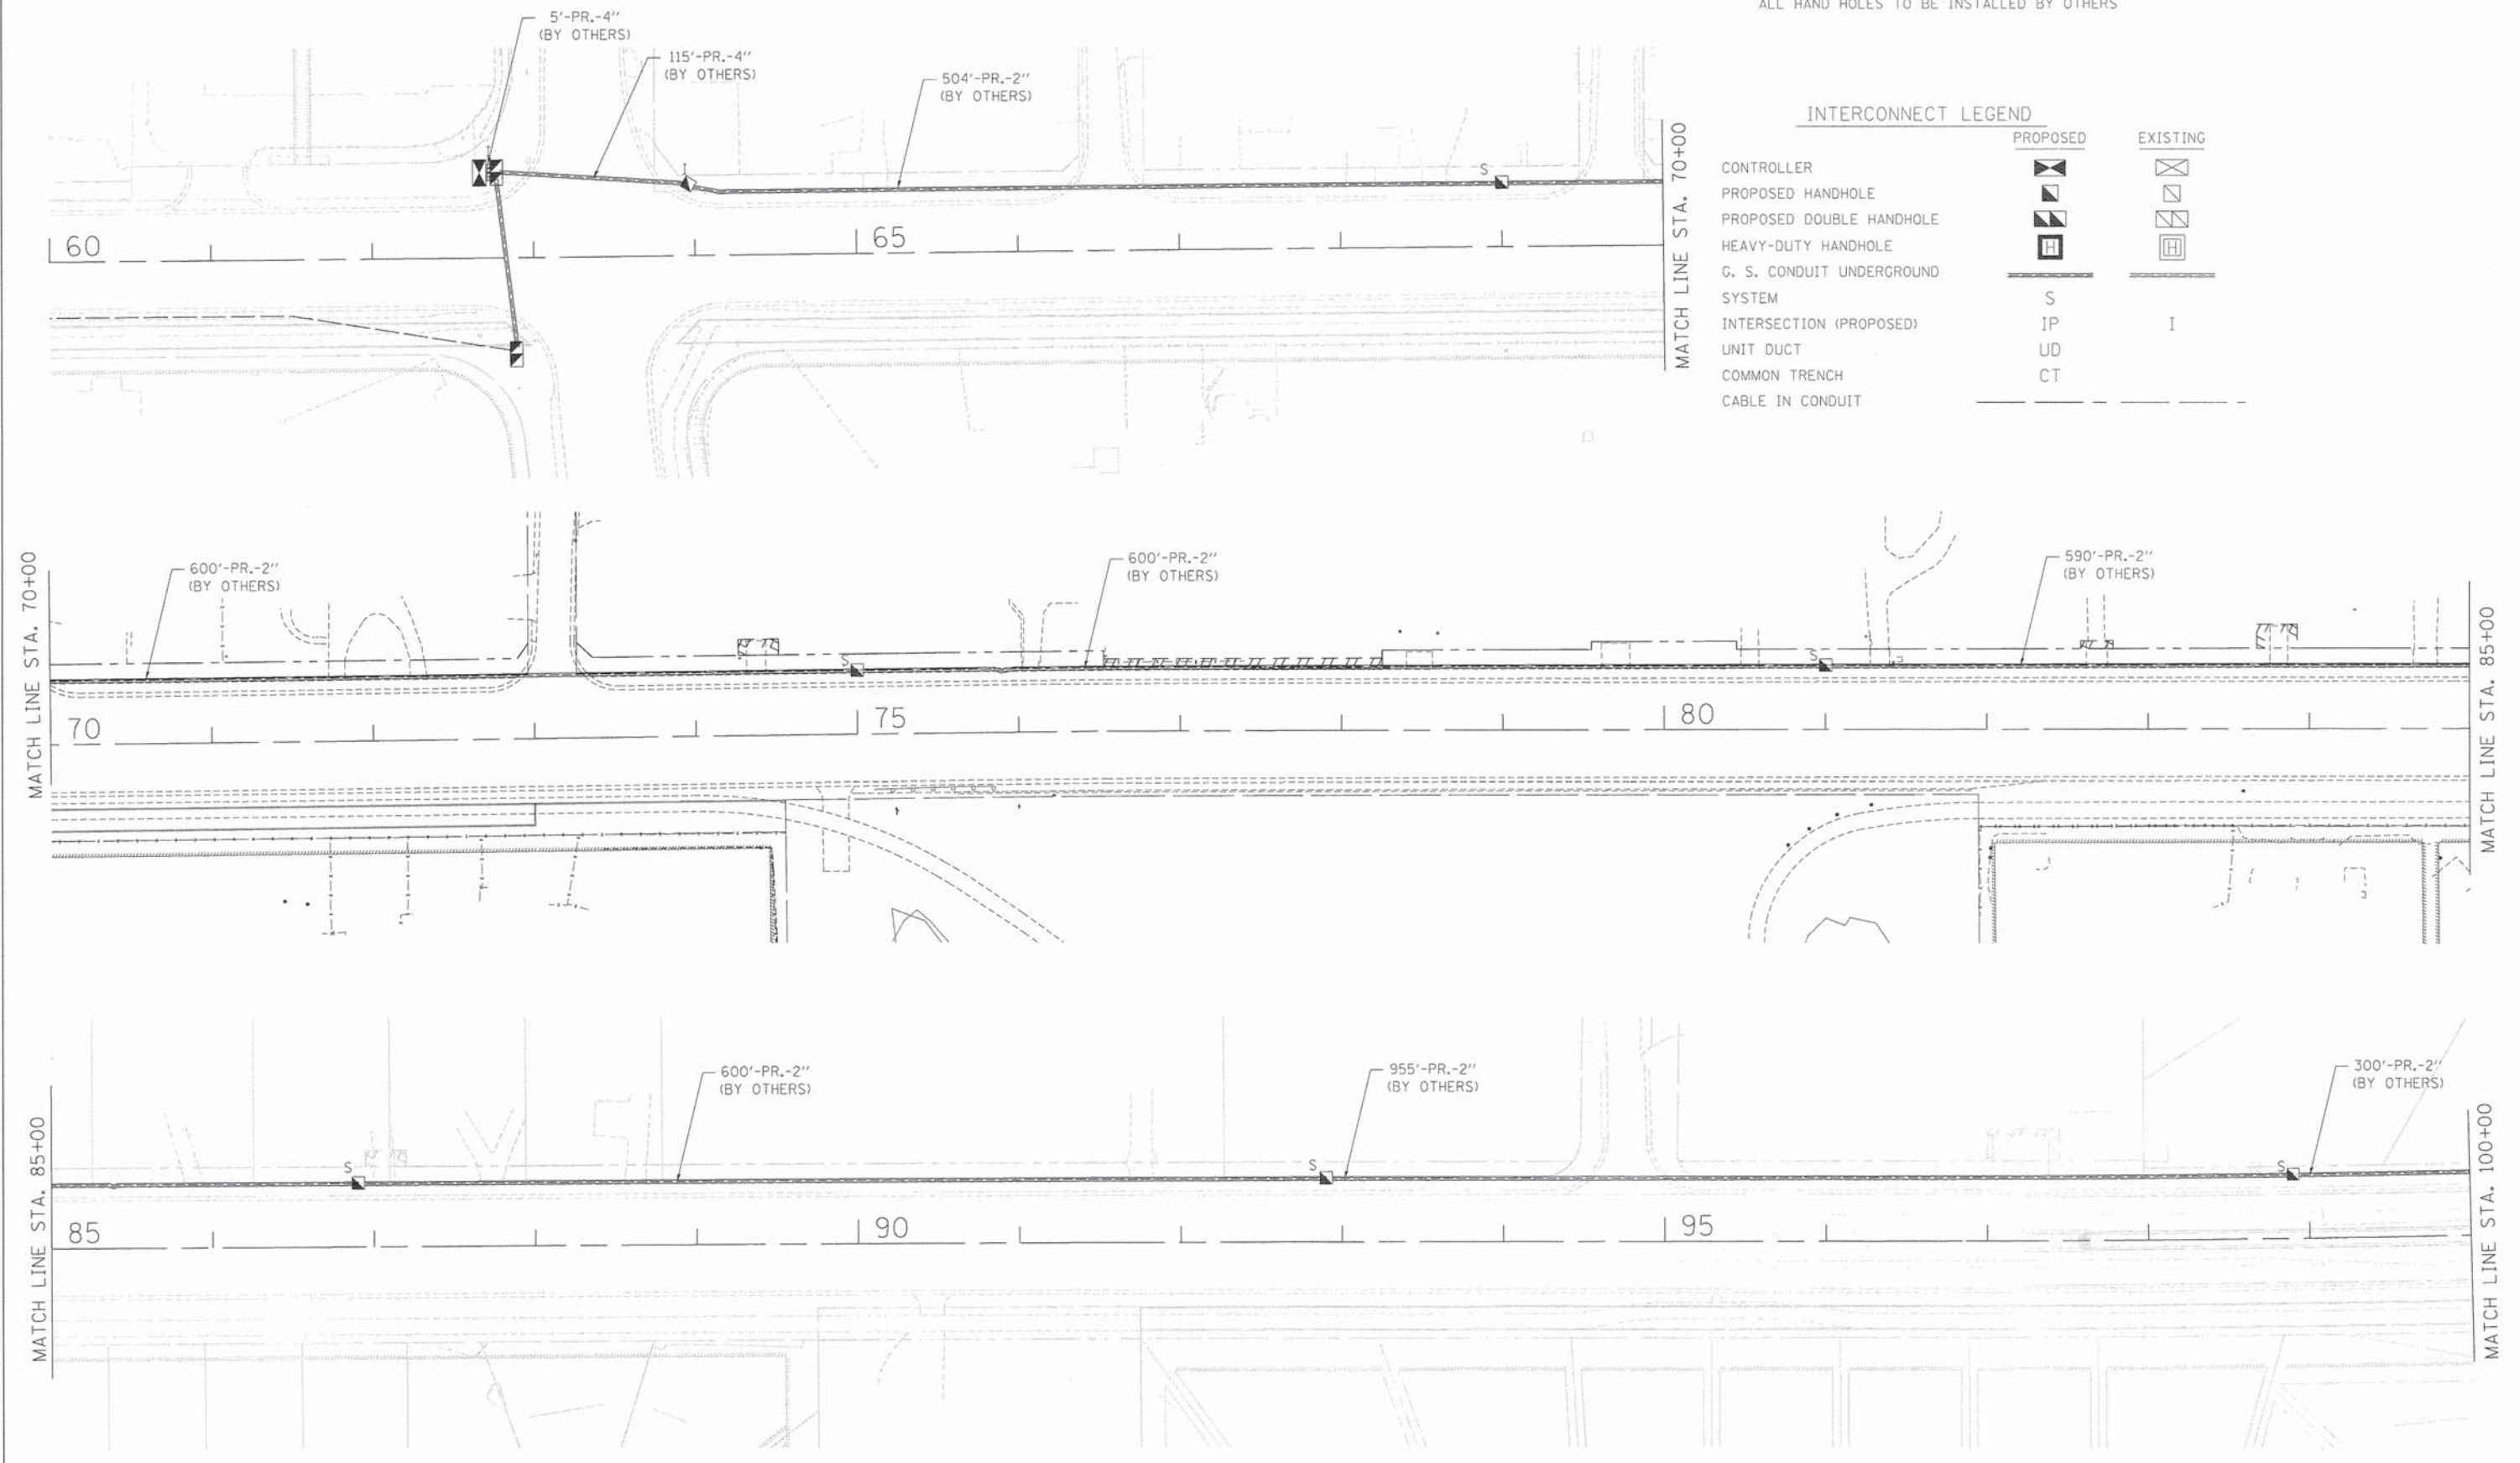 ALL HAND HOLES TO BE INSTALLED BY OTHERS
5'-PR.-4"
(BY OTHERS)
115'-PR.-4"
(BY OTHERS)
504'-PR.-2"
(BY OTHERS)
I
I
S
60
65
MATCH LINE STA. 70+00
INTERCONNECT LEGEND
PROPOSED EXISTING
CONTROLLER
PROPOSED HANDHOLE
PROPOSED DOUBLE HANDHOLE
HEAVY-DUTY HANDHOLE H H
G. S. CONDUIT UNDERGROUND
SYSTEM S
INTERSECTION (PROPOSED) IP I
UNIT DUCT UD
COMMON TRENCH CT
CABLE IN CONDUIT
MATCH LINE STA. 70+00
600'-PR.-2"
(BY OTHERS)
600'-PR.-2"
(BY OTHERS)
590'-PR.-2"
(BY OTHERS)
S
S
70
75
80
MATCH LINE STA. 85+00
MATCH LINE STA. 85+00
600'-PR.-2"
(BY OTHERS)
955'-PR.-2"
(BY OTHERS)
300'-PR.-2"
(BY OTHERS)
S
S
S
85
90
95
MATCH LINE STA. 100+00